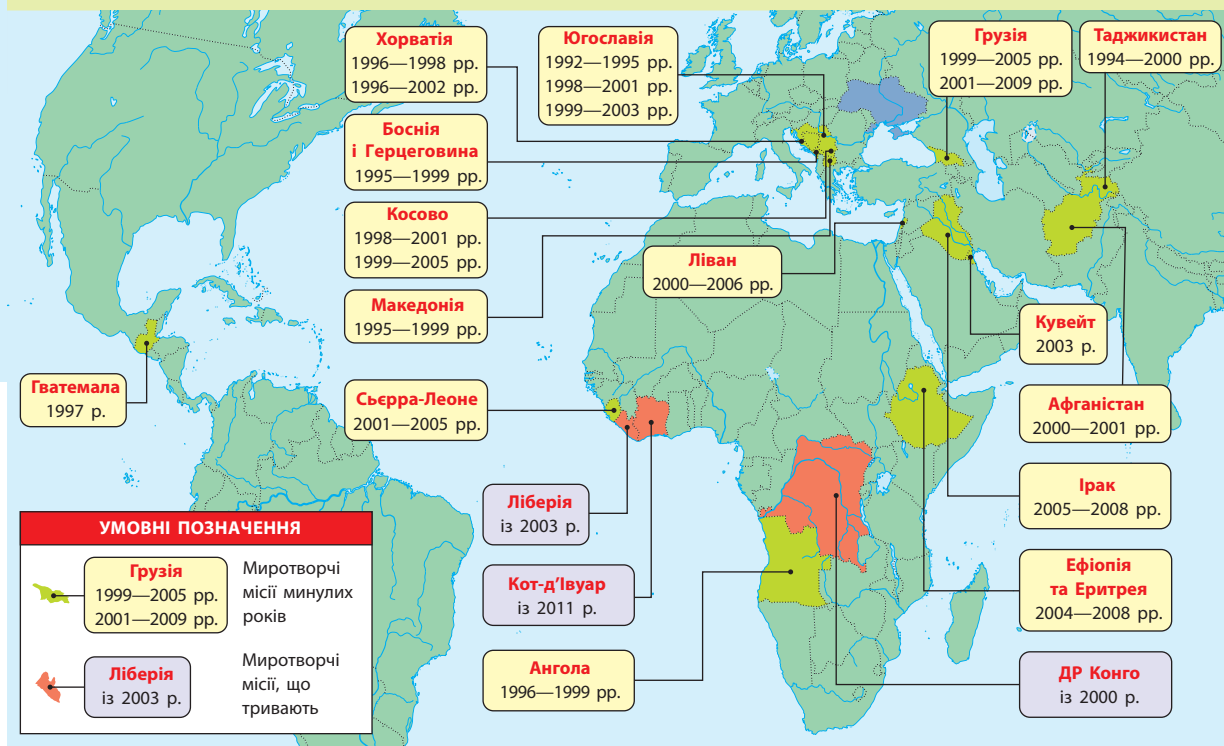 Хорватія
1996—1998 рр.
1996—2002 рр.
Югославія
1992—1995 рр.
1998—2001 рр.
1999—2003 рр.
Грузія
1999—2005 рр.
2001—2009 рр.
Таджикистан
1994—2000 рр.
Боснія
і Герцеговина
1995—1999 рр.
Косово
1998—2001 рр.
1999—2005 рр.
Ліван
2000—2006 рр.
Македонія
1995—1999 рр.
Кувейт
2003 р.
Гватемала
1997 р.
Сьєрра-Леоне
2001—2005 рр.
Афганістан
2000—2001 рр.
Ліберія
із 2003 р.
Ірак
2005—2008 рр.
Кот-д’Івуар
із 2011 р.
Ефіопія
та Еритрея
2004—2008 рр.
Ангола
1996—1999 рр.
ДР Конго
із 2000 р.
УМОВНІ ПОЗНАЧЕННЯ
Грузія
1999—2005 рр.
2001—2009 рр.
Миротворчі
місії минулих
років
Ліберія
із 2003 р.
Миротворчі
місії, що
тривають